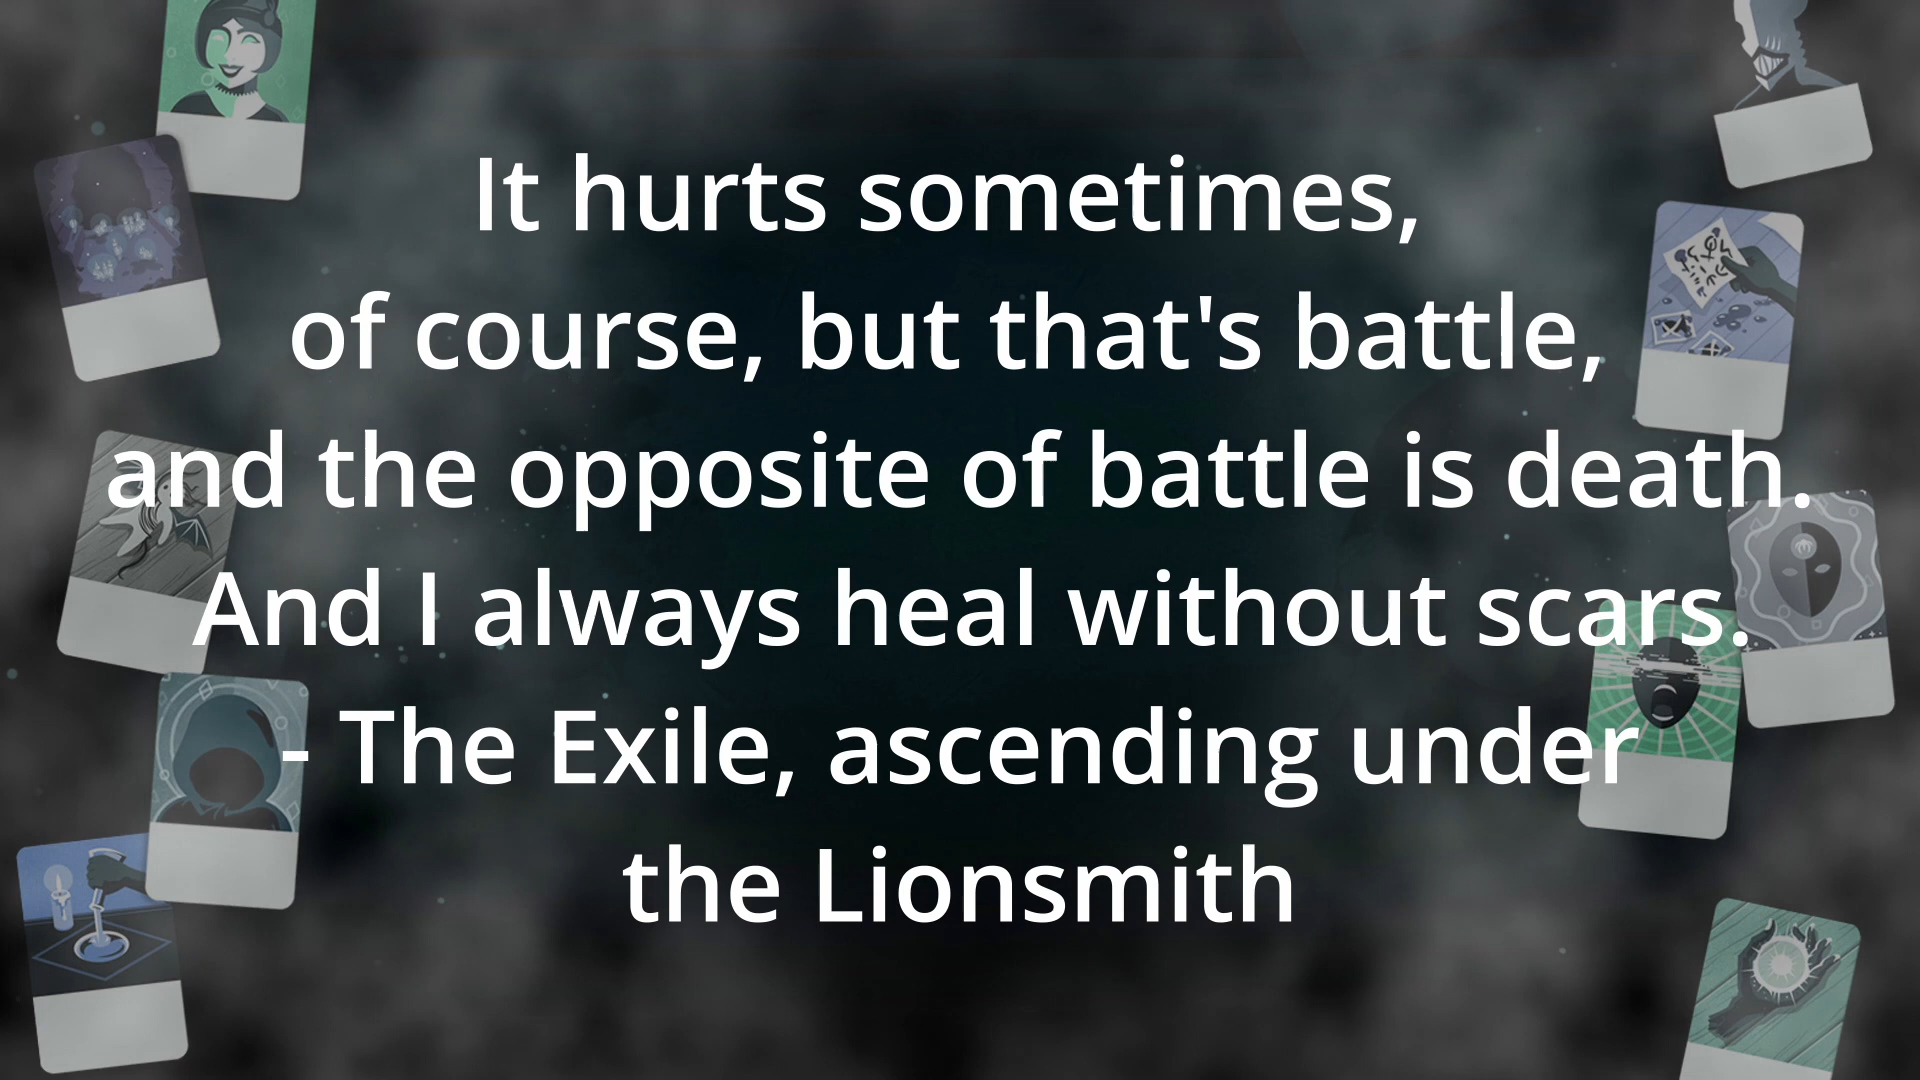 It hurts sometimes,
of course, but that's battle,
and the opposite of battle is death.
And I always heal without scars.
- The Exile, ascending under
the Lionsmith